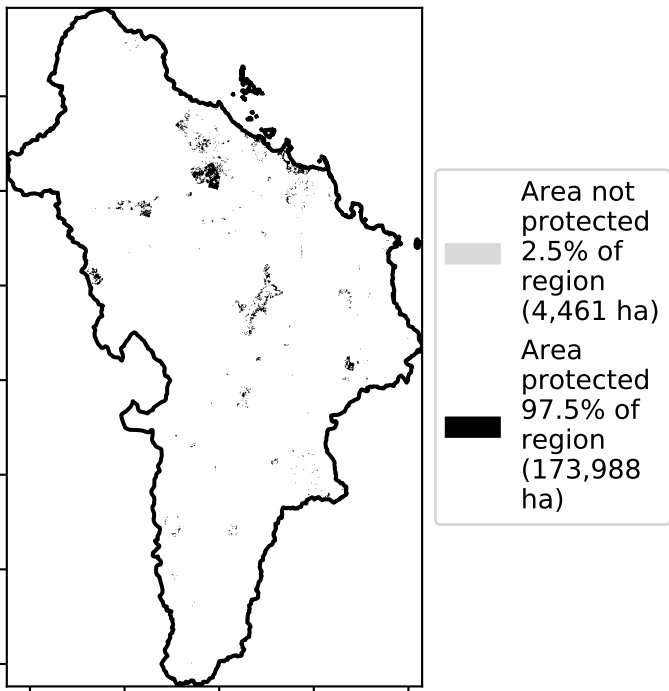 Area not
protected
2.5% of
region
(4,461 ha)
Area
protected
97.5% of
region
(173,988
ha)